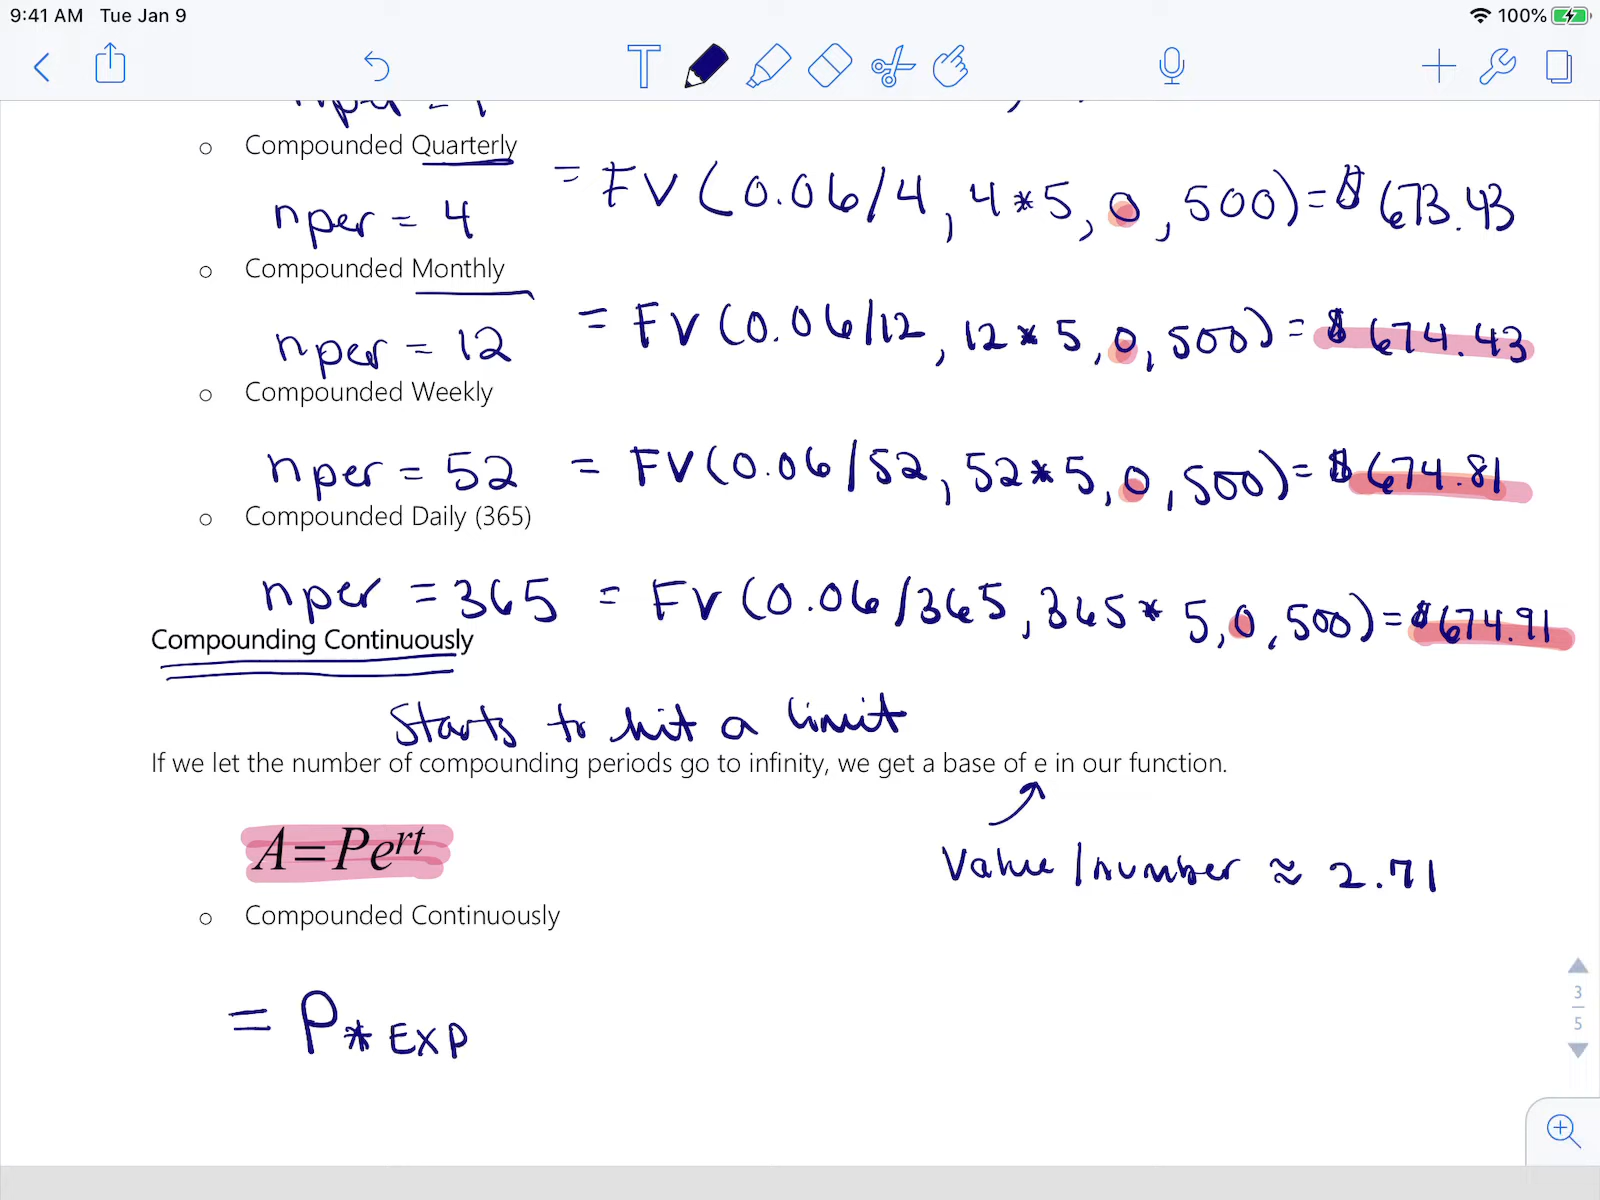 9:41 AM Tue Jan 9 100%
T
nper = 4
Compounded Quarterly
= FV(0.06/4, 4*5, 0, 500) = $673.43
nper = 4
Compounded Monthly
= FV(0.06/12, 12*5, 0, 500) = $674.43
nper = 12
Compounded Weekly
nper = 52 = FV(0.06/52, 52*5, 0, 500) = $674.81
Compounded Daily (365)
nper = 365 = FV(0.06/365, 365*5, 0, 500) = $674.91
Compounding Continuously
Starts to hit a limit
If we let the number of compounding periods go to infinity, we get a base of e in our function.
A=Pe^rt
Value/number ≈ 2.71
Compounded Continuously
3
5
= P*EXP